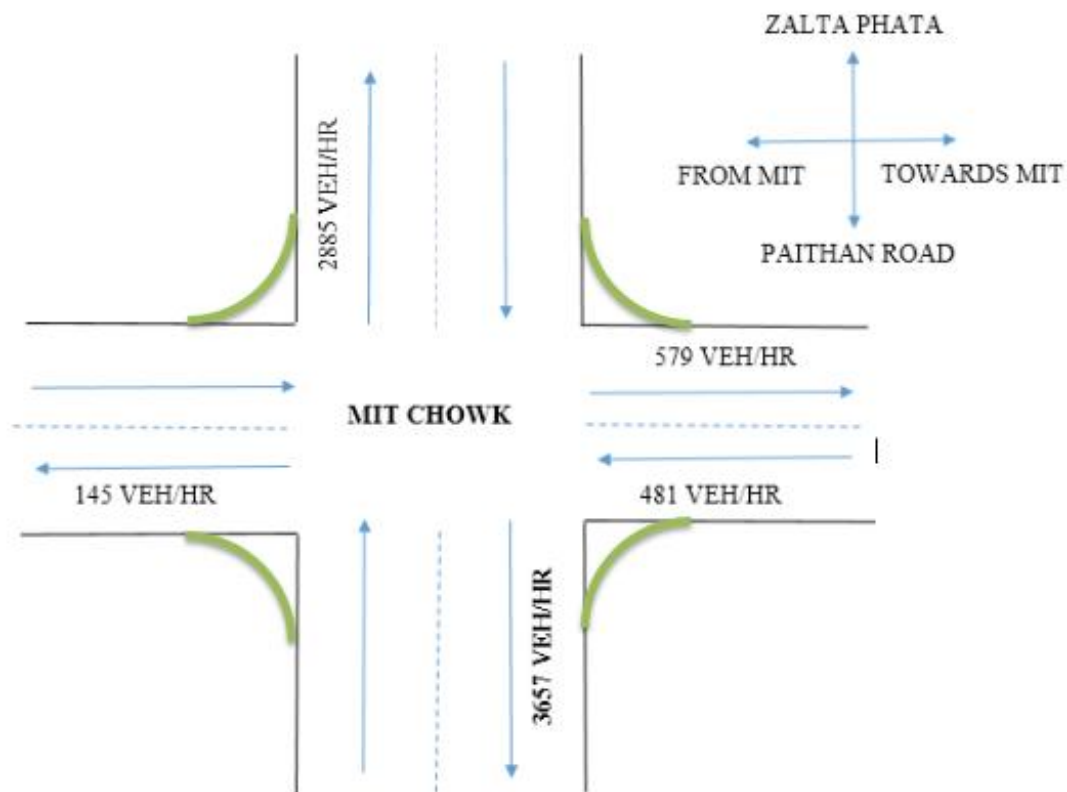 ZALTA PHATA
FROM MIT
TOWARDS MIT
PAITHAN ROAD
2885 VEH/HR
579 VEH/HR
MIT CHOWK
145 VEH/HR
481 VEH/HR
3657 VEH/HR